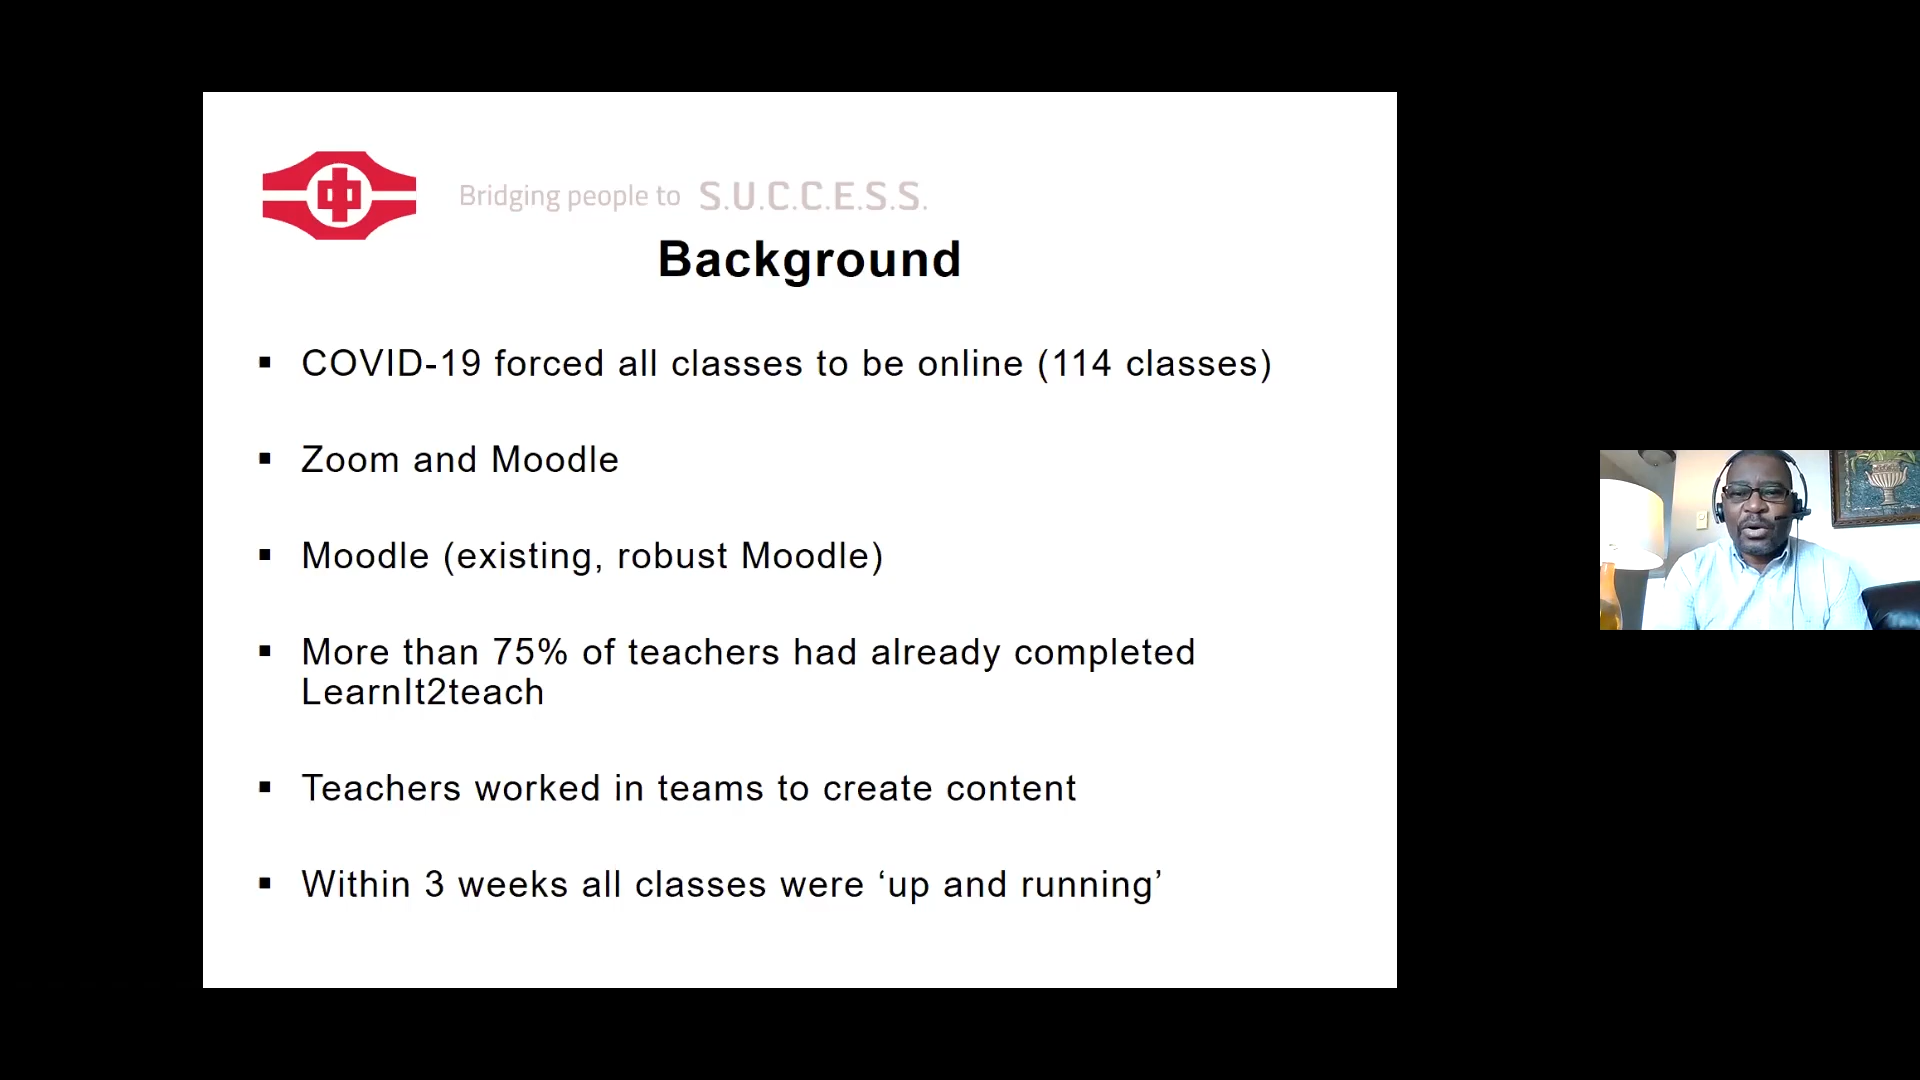 Bridging people to S.U.C.C.E.S.S.
Background
▪ COVID-19 forced all classes to be online (114 classes)
▪ Zoom and Moodle
▪ Moodle (existing, robust Moodle)
▪ More than 75% of teachers had already completed
LearnIt2teach
▪ Teachers worked in teams to create content
▪ Within 3 weeks all classes were ‘up and running’